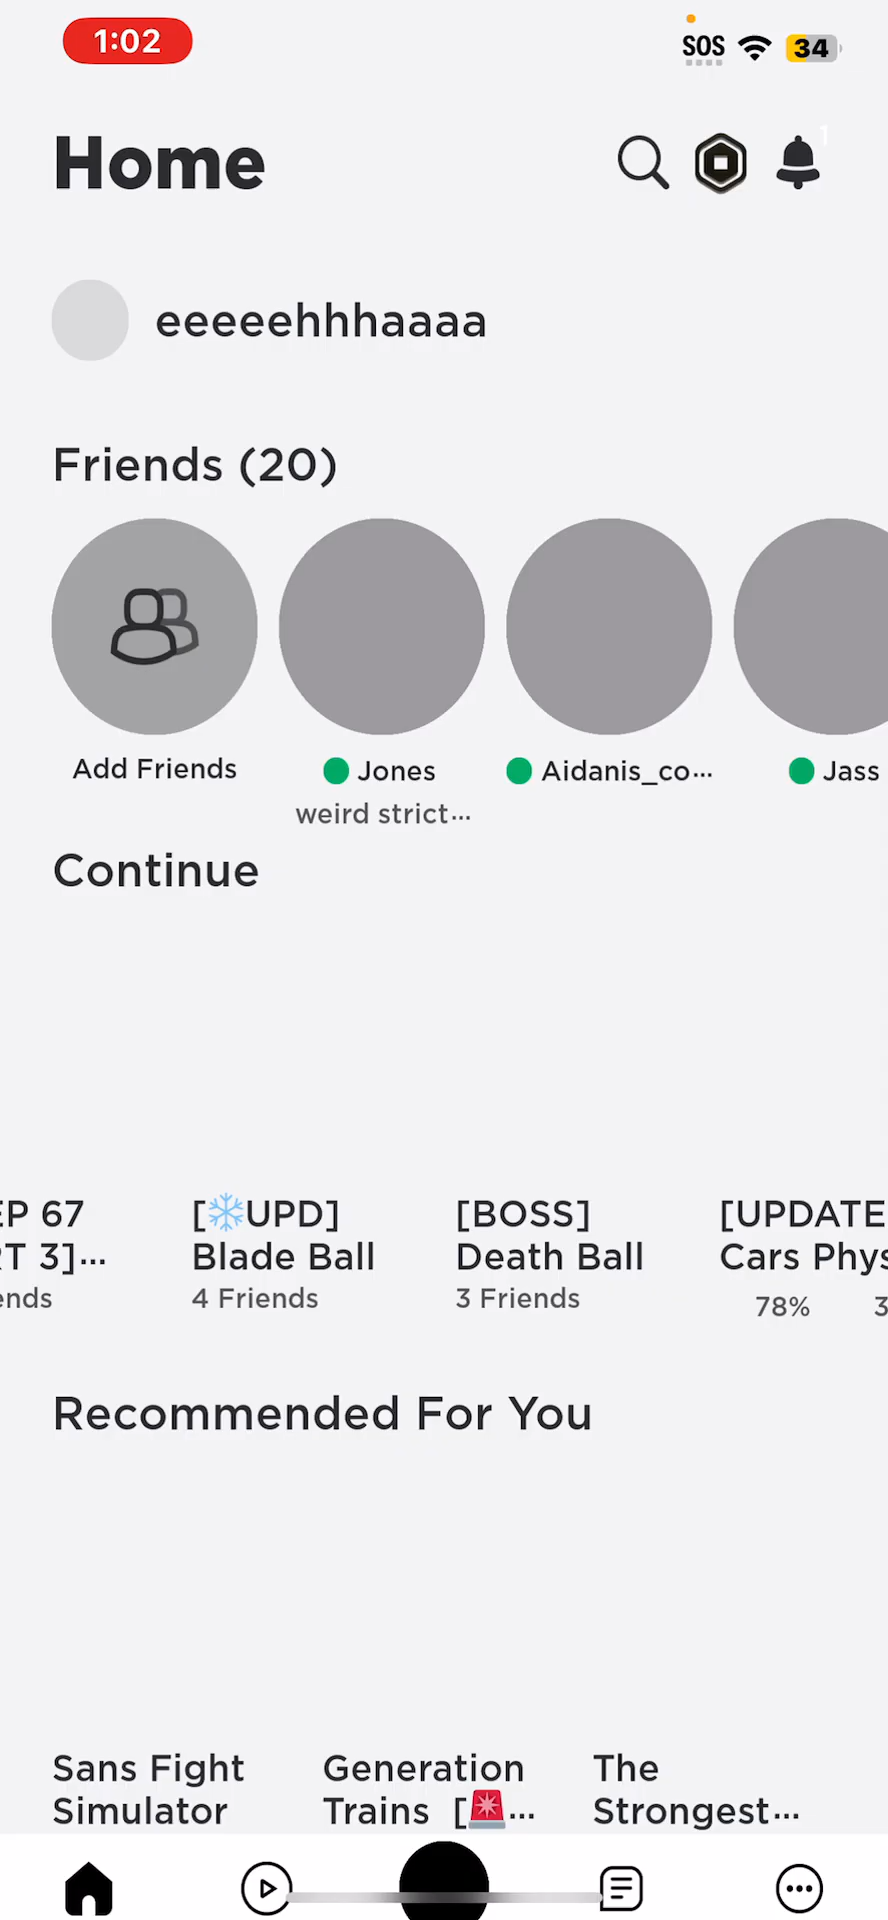 1:02
SOS
34
Home
1
eeeeehhhaaaa
Friends (20)
Add Friends
Jones
Aidanis_co...
Jass
weird strict...
Continue
EP 67
[❄️UPD]
[BOSS]
[UPDATE
T 3]...
Blade Ball
Death Ball
Cars Phys
ends
4 Friends
3 Friends
78%
3
Recommended For You
Sans Fight
Generation
The
Simulator
Trains [🚨...
Strongest...